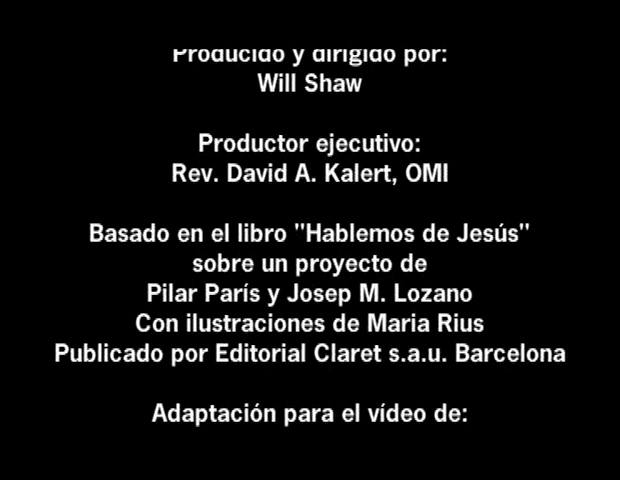 Producido y dirigido por:
Will Shaw
Productor ejecutivo:
Rev. David A. Kalert, OMI
Basado en el libro "Hablemos de Jesús"
sobre un proyecto de
Pilar París y Josep M. Lozano
Con ilustraciones de Maria Rius
Publicado por Editorial Claret s.a.u. Barcelona
Adaptación para el vídeo de: